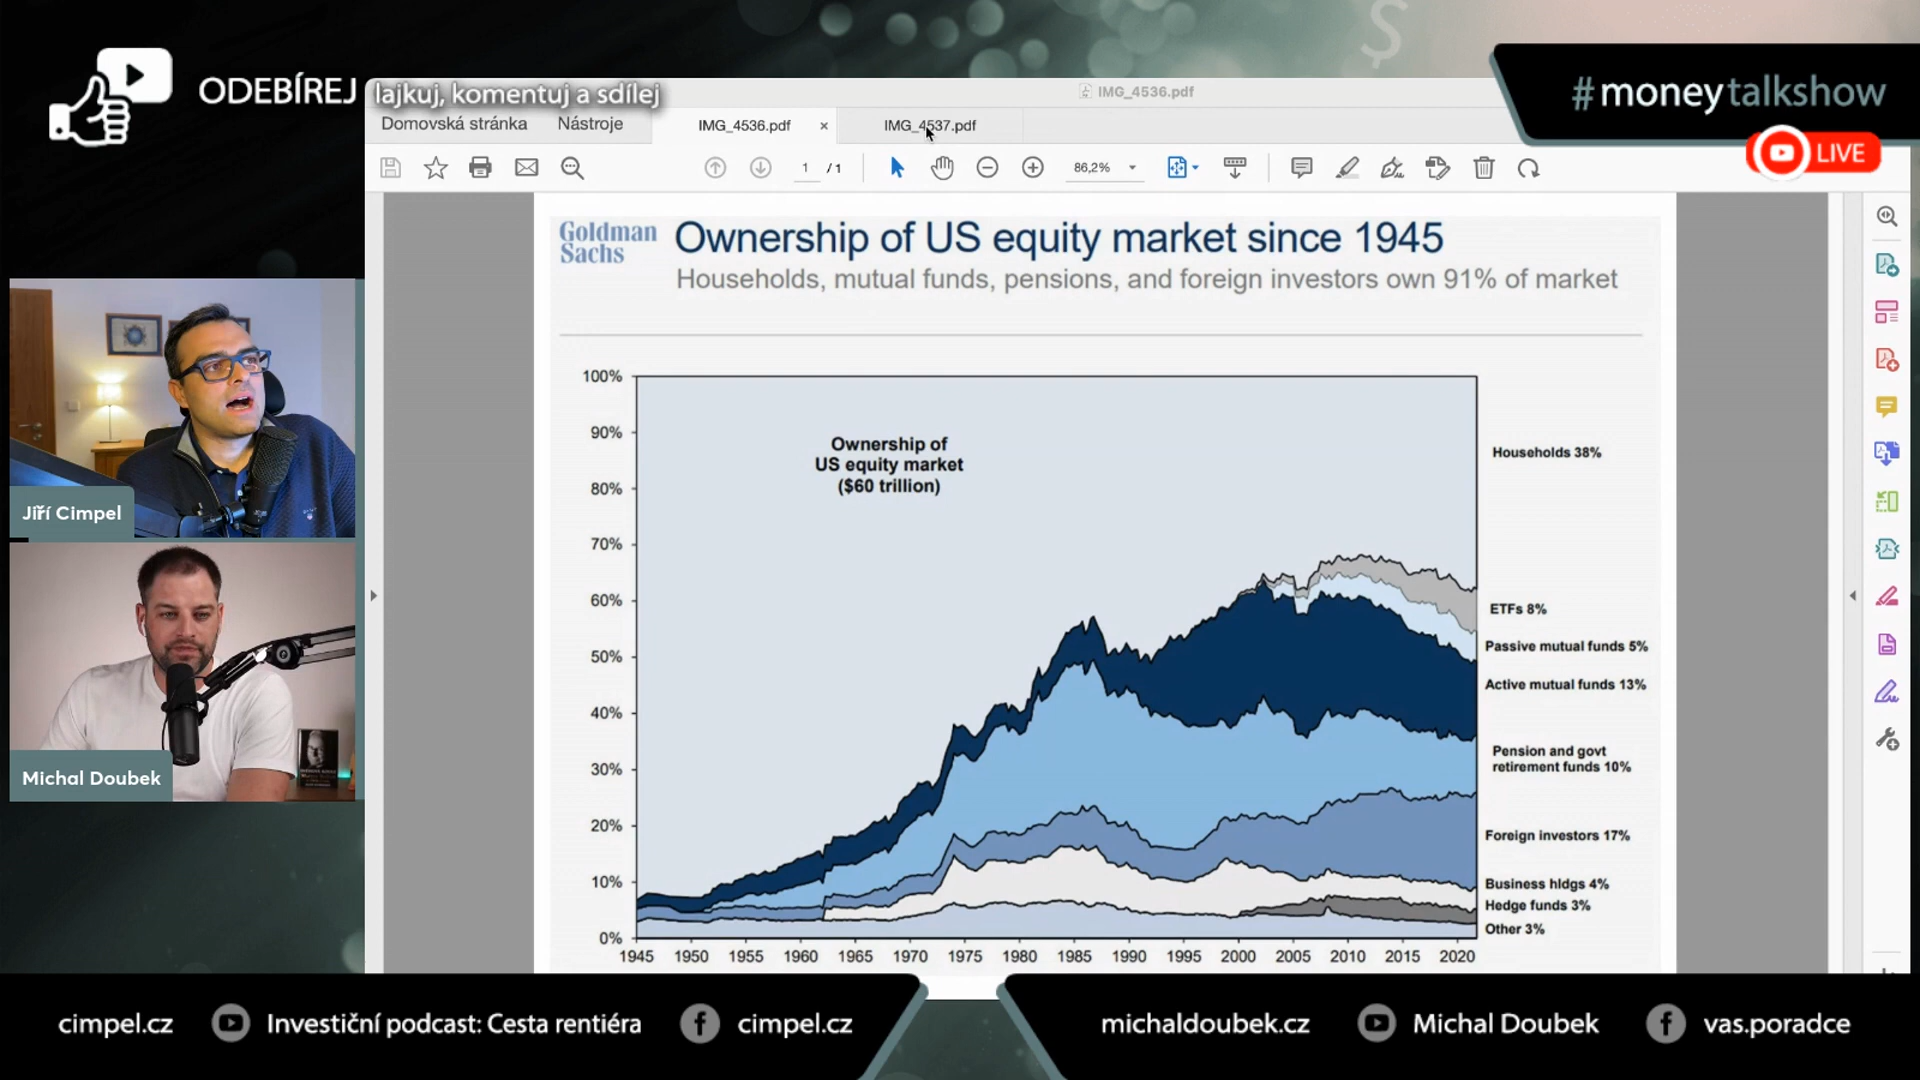 ODEBÍREJ lajkuj, komentuj a sdílej
IMG_4536.pdf
#moneytalkshow
LIVE
Domovská stránka Nástroje IMG_4536.pdf × IMG_4537.pdf
1 / 1 86,2%
Goldman
Sachs
Ownership of US equity market since 1945
Households, mutual funds, pensions, and foreign investors own 91% of market
Ownership of
US equity market
($60 trillion)
100%
90%
80%
70%
60%
50%
40%
30%
20%
10%
0%
1945 1950 1955 1960 1965 1970 1975 1980 1985 1990 1995 2000 2005 2010 2015 2020
Households 38%
ETFs 8%
Passive mutual funds 5%
Active mutual funds 13%
Pension and govt
retirement funds 10%
Foreign investors 17%
Business hldgs 4%
Hedge funds 3%
Other 3%
Jiří Cimpel
Michal Doubek
cimpel.cz Investiční podcast: Cesta rentiéra cimpel.cz
michaldoubek.cz Michal Doubek vas.poradce